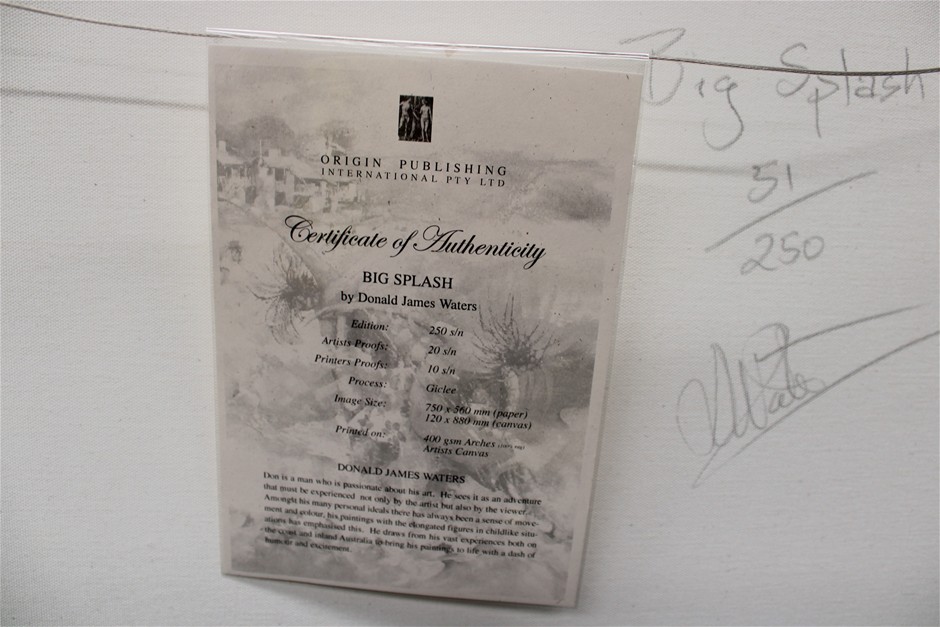 ORIGIN PUBLISHING
INTERNATIONAL PTY LTD
Certificate of Authenticity
BIG SPLASH
by Donald James Waters
Edition: 250 s/n
Artists Proofs: 20 s/n
Printers Proofs: 10 s/n
Process: Giclee
Image Size: 750 x 560 mm (paper)
120 x 880 mm (canvas)
Printed on: 400 gsm Arches
Artists Canvas
DONALD JAMES WATERS
Don is a man who is passionate about his art. He sees it as an adventure
that must be experienced not only by the artist but also by the viewer.
Amongst his many personal ideals there has always been a sense of move-
ment and colour, his paintings with the elongated figures in childlike situ-
ations has emphasised this. He draws from his vast experiences both on
the coast and inland Australia to bring his paintings to life with a dash of
humour and excitement.
Big Splash
51
250